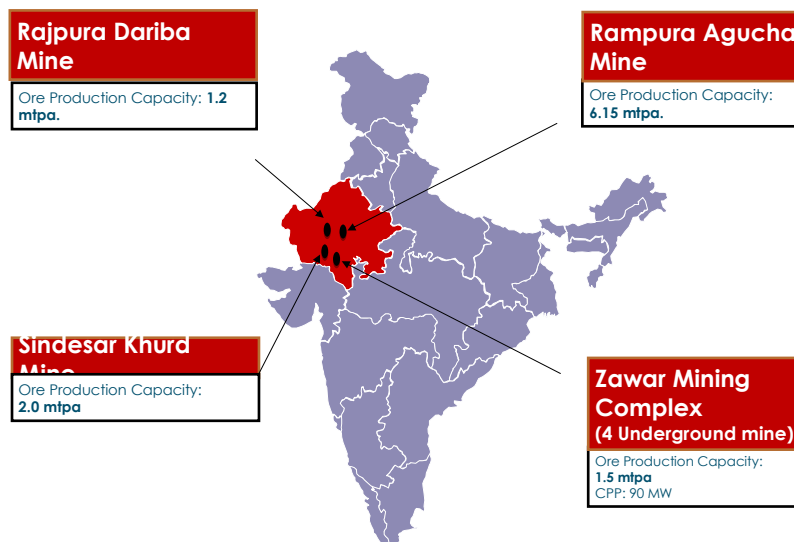 Rajpura Dariba
Mine
Ore Production Capacity: 1.2
mtpa.
Rampura Agucha
Mine
Ore Production Capacity:
6.15 mtpa.
Sindesar Khurd
Mine
Ore Production Capacity:
2.0 mtpa
Zawar Mining
Complex
(4 Underground mine)
Ore Production Capacity:
1.5 mtpa
CPP: 90 MW